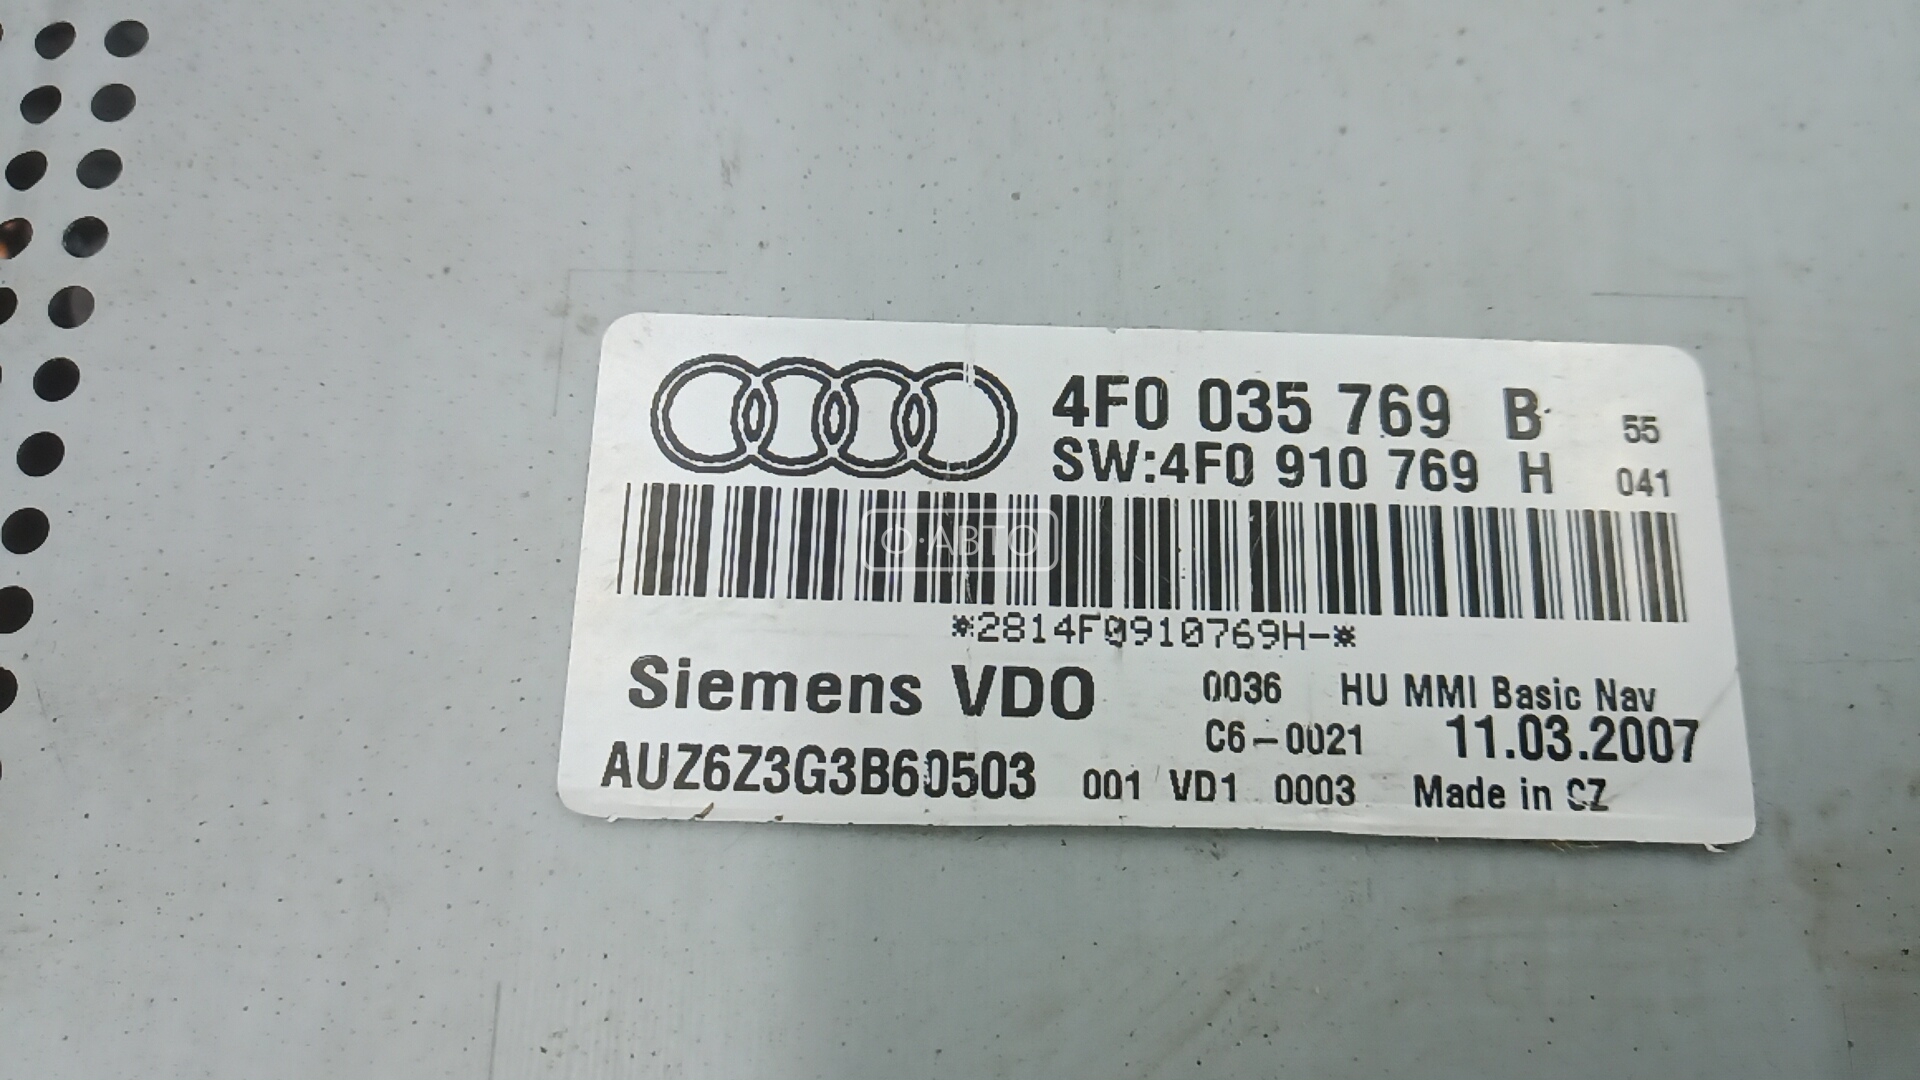 4F0 035 769 B 55
SW:4F0 910 769 H 041
О·АВТО
*2814F0910769H-*
Siemens VDO 0036 HU MMI Basic Nav
C6-0021 11.03.2007
AUZ6Z3G3B60503 001 VD1 0003 Made in CZ